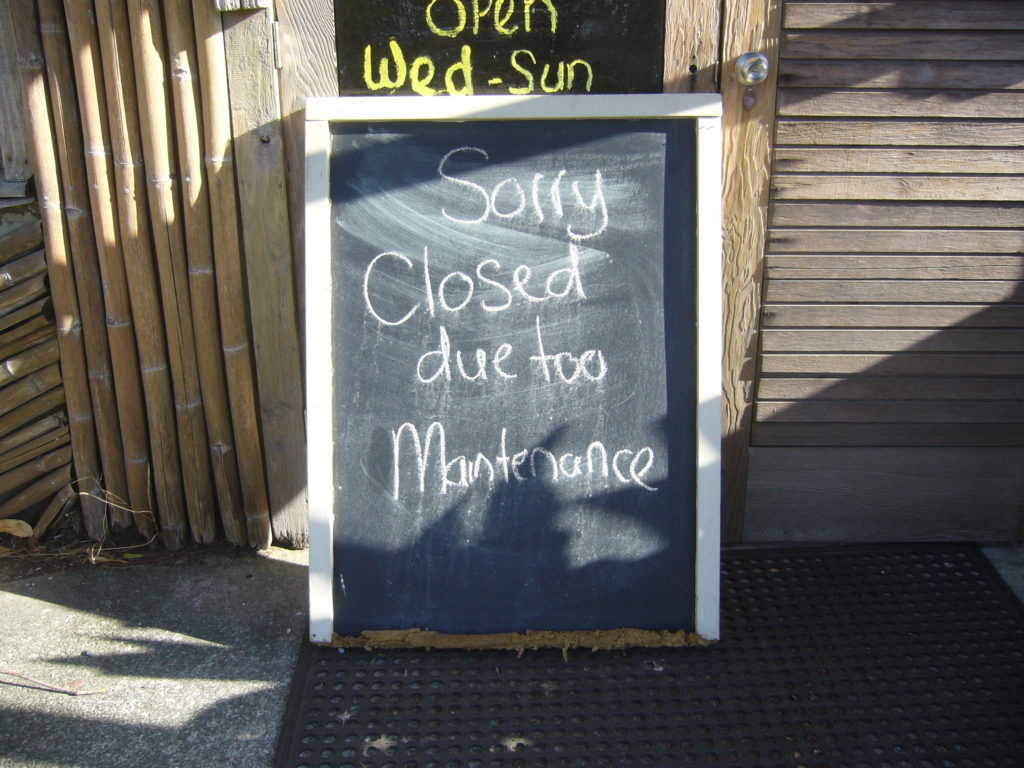 Open
Wed-Sun
Sorry
Closed
due too
Maintenance